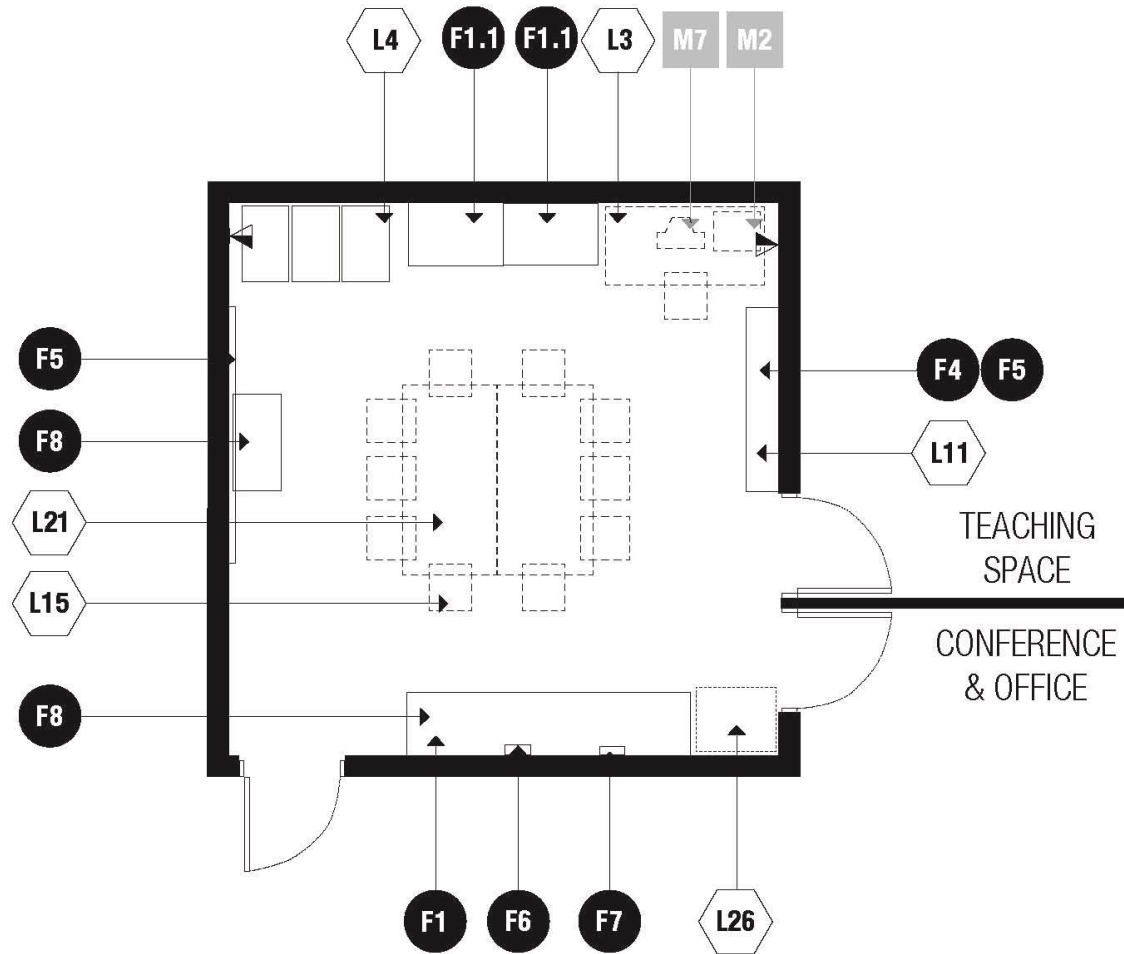 L4 F1.1 F1.1 L3 M7 M2
F5
F4 F5
F8
L11
L21
TEACHING
SPACE
L15
CONFERENCE
& OFFICE
F8
F1 F6 F7 L26